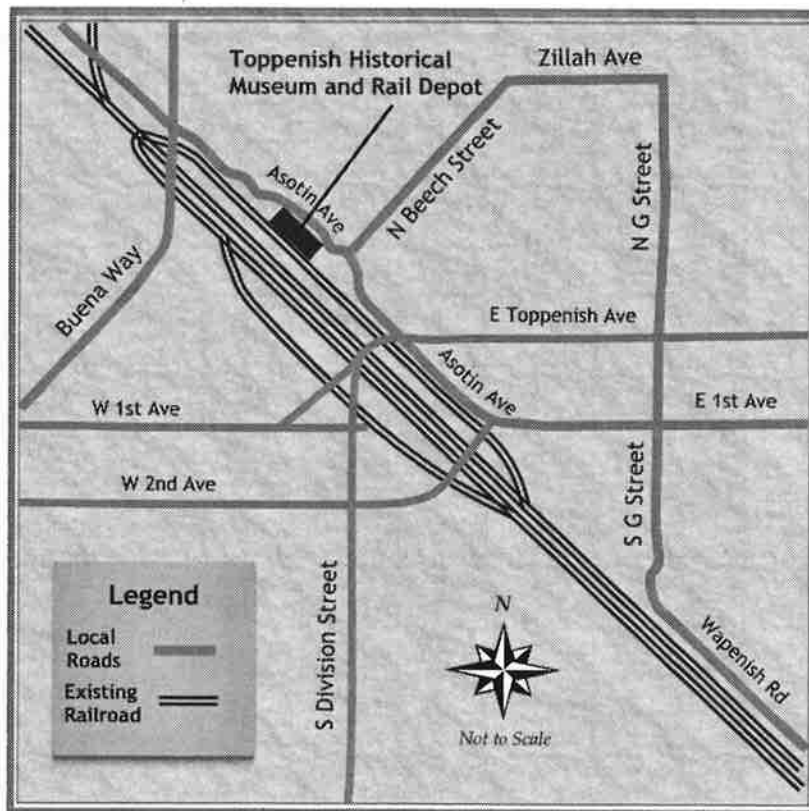 Toppenish Historical
Museum and Rail Depot
Zillah Ave
Asotin Ave
N Beech Street
N G Street
Buena Way
E Toppenish Ave
Asotin Ave
W 1st Ave
E 1st Ave
W 2nd Ave
S G Street
Legend
Local
Roads
Existing
Railroad
S Division Street
N
Not to Scale
Wapenish Rd